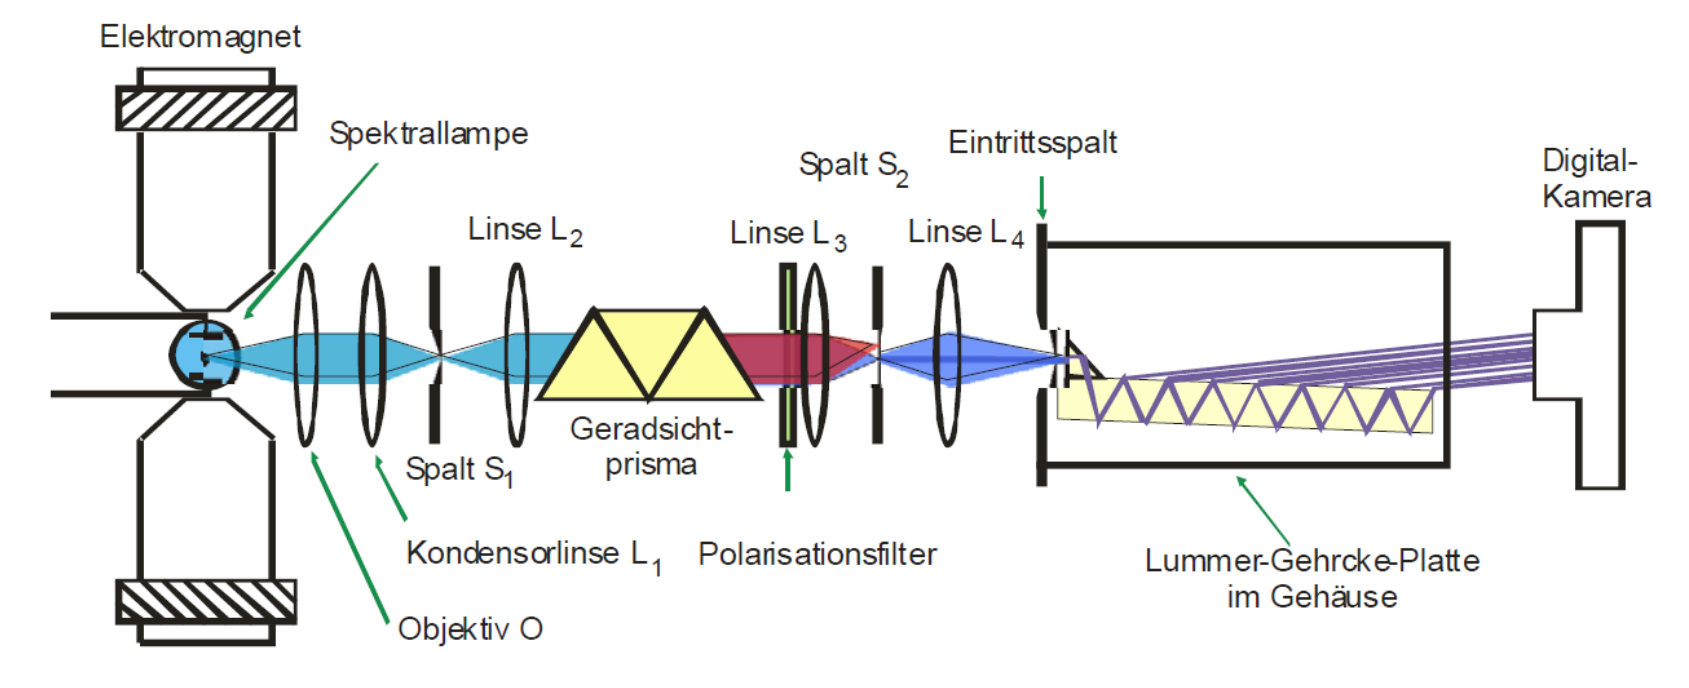 Elektromagnet
Spektrallampe
Linse L2
Linse L3
Spalt S2
Linse L4
Eintrittsspalt
Digital-
Kamera
Spalt S1
Geradsicht-
prisma
Kondensorlinse L1
Objektiv O
Polarisationsfilter
Lummer-Gehrcke-Platte
im Gehäuse